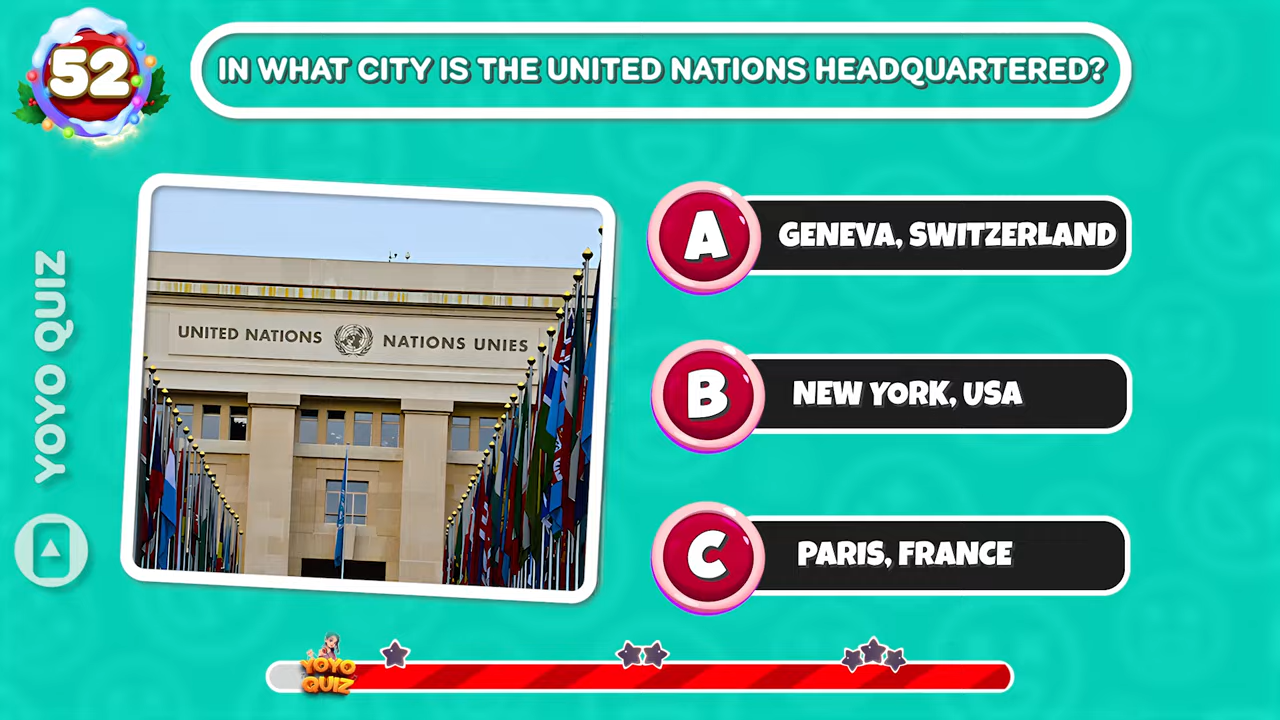 52
IN WHAT CITY IS THE UNITED NATIONS HEADQUARTERED?
UNITED NATIONS NATIONS UNIES
A GENEVA, SWITZERLAND
B NEW YORK, USA
C PARIS, FRANCE
YOYO QUIZ
YOYO
QUIZ